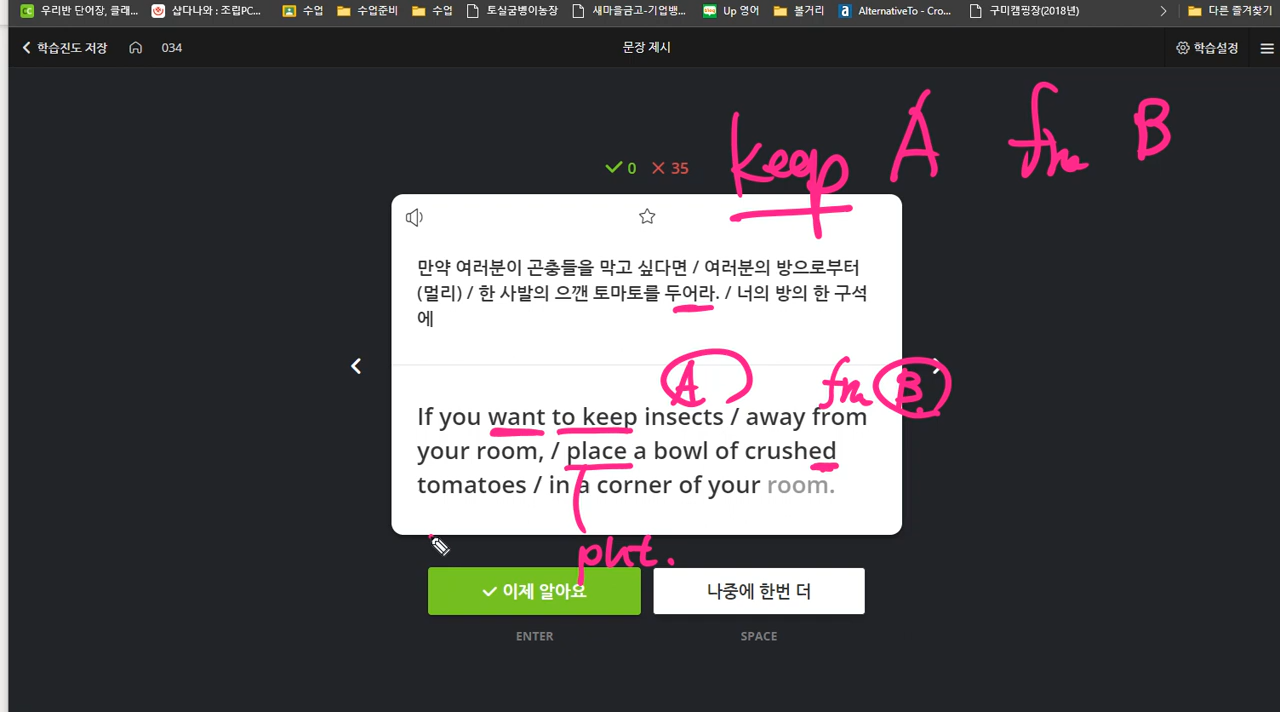 우리반 단어장, 클래... 샵다나와 : 조립PC... 수업 수업준비 수업 토실굼벵이농장 새마을금고-기업뱅... Up 영어 볼거리 AlternativeTo - Cro... 구미캠핑장(2018년) 다른 즐겨찾기
학습진도 저장 034 문장 제시 학습설정
keep A from B
0 35
만약 여러분이 곤충들을 막고 싶다면 / 여러분의 방으로부터
(멀리) / 한 사발의 으깬 토마토를 두어라. / 너의 방의 한 구석
에
A from B
If you want to keep insects / away from
your room, / place a bowl of crushed
tomatoes / in a corner of your room.
put.
이제 알아요 나중에 한번 더
ENTER SPACE